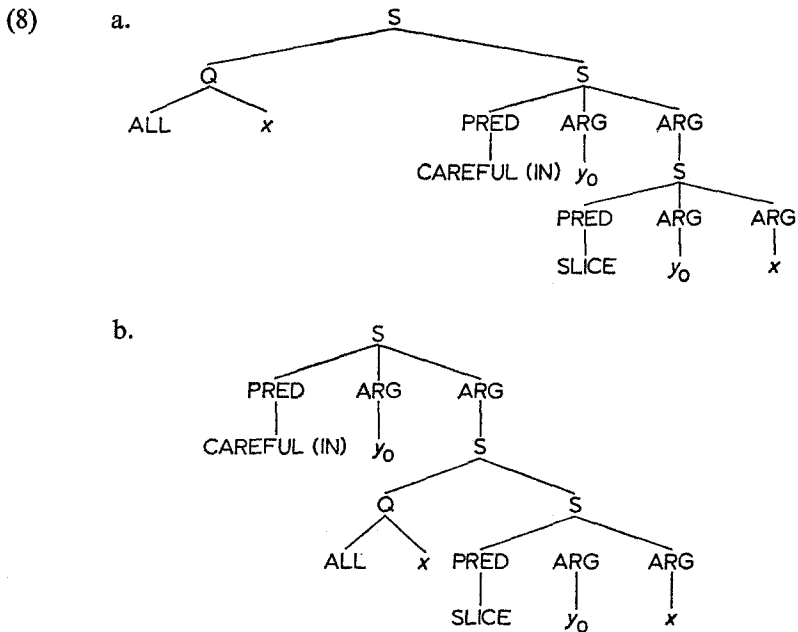 (8) a. S
Q S
ALL x PRED ARG ARG
CAREFUL (IN) y₀ S
PRED ARG ARG
SLICE y₀ x
b. S
PRED ARG ARG
CAREFUL (IN) y₀ S
Q S
ALL x PRED ARG ARG
SLICE y₀ x